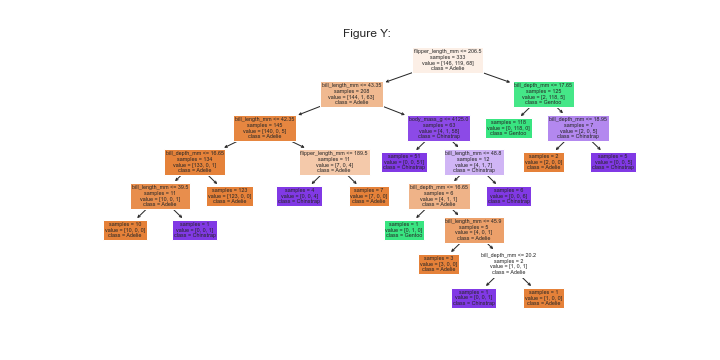 Figure Y:
flipper_length_mm <= 206.5
samples = 333
value = [146, 119, 68]
class = Adelie
bill_length_mm <= 43.35
samples = 208
value = [144, 1, 63]
class = Adelie
bill_depth_mm <= 17.65
samples = 125
value = [2, 118, 5]
class = Gentoo
bill_length_mm <= 42.35
samples = 145
value = [140, 0, 5]
class = Adelie
body_mass_g <= 4125.0
samples = 63
value = [4, 1, 58]
class = Chinstrap
samples = 118
value = [0, 118, 0]
class = Gentoo
bill_depth_mm <= 18.95
samples = 7
value = [2, 0, 5]
class = Chinstrap
bill_depth_mm <= 16.65
samples = 134
value = [133, 0, 1]
class = Adelie
flipper_length_mm <= 189.5
samples = 11
value = [7, 0, 4]
class = Adelie
samples = 51
value = [0, 0, 51]
class = Chinstrap
bill_length_mm <= 48.8
samples = 12
value = [4, 1, 7]
class = Chinstrap
samples = 2
value = [2, 0, 0]
class = Adelie
samples = 5
value = [0, 0, 5]
class = Chinstrap
bill_length_mm <= 39.5
samples = 11
value = [10, 0, 1]
class = Adelie
samples = 123
value = [123, 0, 0]
class = Adelie
samples = 4
value = [0, 0, 4]
class = Chinstrap
samples = 7
value = [7, 0, 0]
class = Adelie
bill_depth_mm <= 16.65
samples = 6
value = [4, 1, 1]
class = Adelie
samples = 6
value = [0, 0, 6]
class = Chinstrap
samples = 10
value = [10, 0, 0]
class = Adelie
samples = 1
value = [0, 0, 1]
class = Chinstrap
samples = 1
value = [0, 1, 0]
class = Gentoo
bill_length_mm <= 45.9
samples = 5
value = [4, 0, 1]
class = Adelie
samples = 3
value = [3, 0, 0]
class = Adelie
bill_depth_mm <= 20.2
samples = 2
value = [1, 0, 1]
class = Adelie
samples = 1
value = [0, 0, 1]
class = Chinstrap
samples = 1
value = [1, 0, 0]
class = Adelie